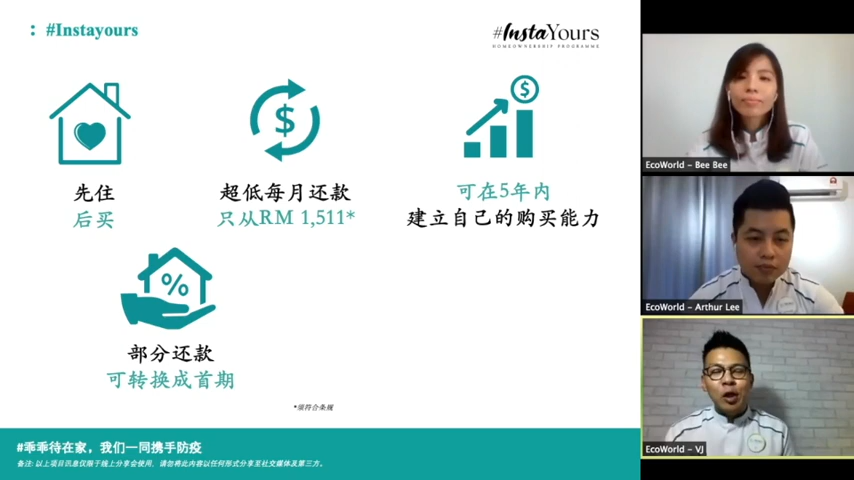 : #Instayours
#InstaYours
HOMEOWNERSHIP PROGRAMME
先住
后买
超低每月还款
只从RM 1,511*
可在5年内
建立自己的购买能力
部分还款
可转换成首期
*须符合条规
#乖乖待在家，我们一同携手防疫
备注: 以上项目讯息仅限于线上分享会使用，请勿将此内容以任何形式分享至社交媒体及第三方。
EcoWorld - Bee Bee
EcoWorld - Arthur Lee
EcoWorld - VJ